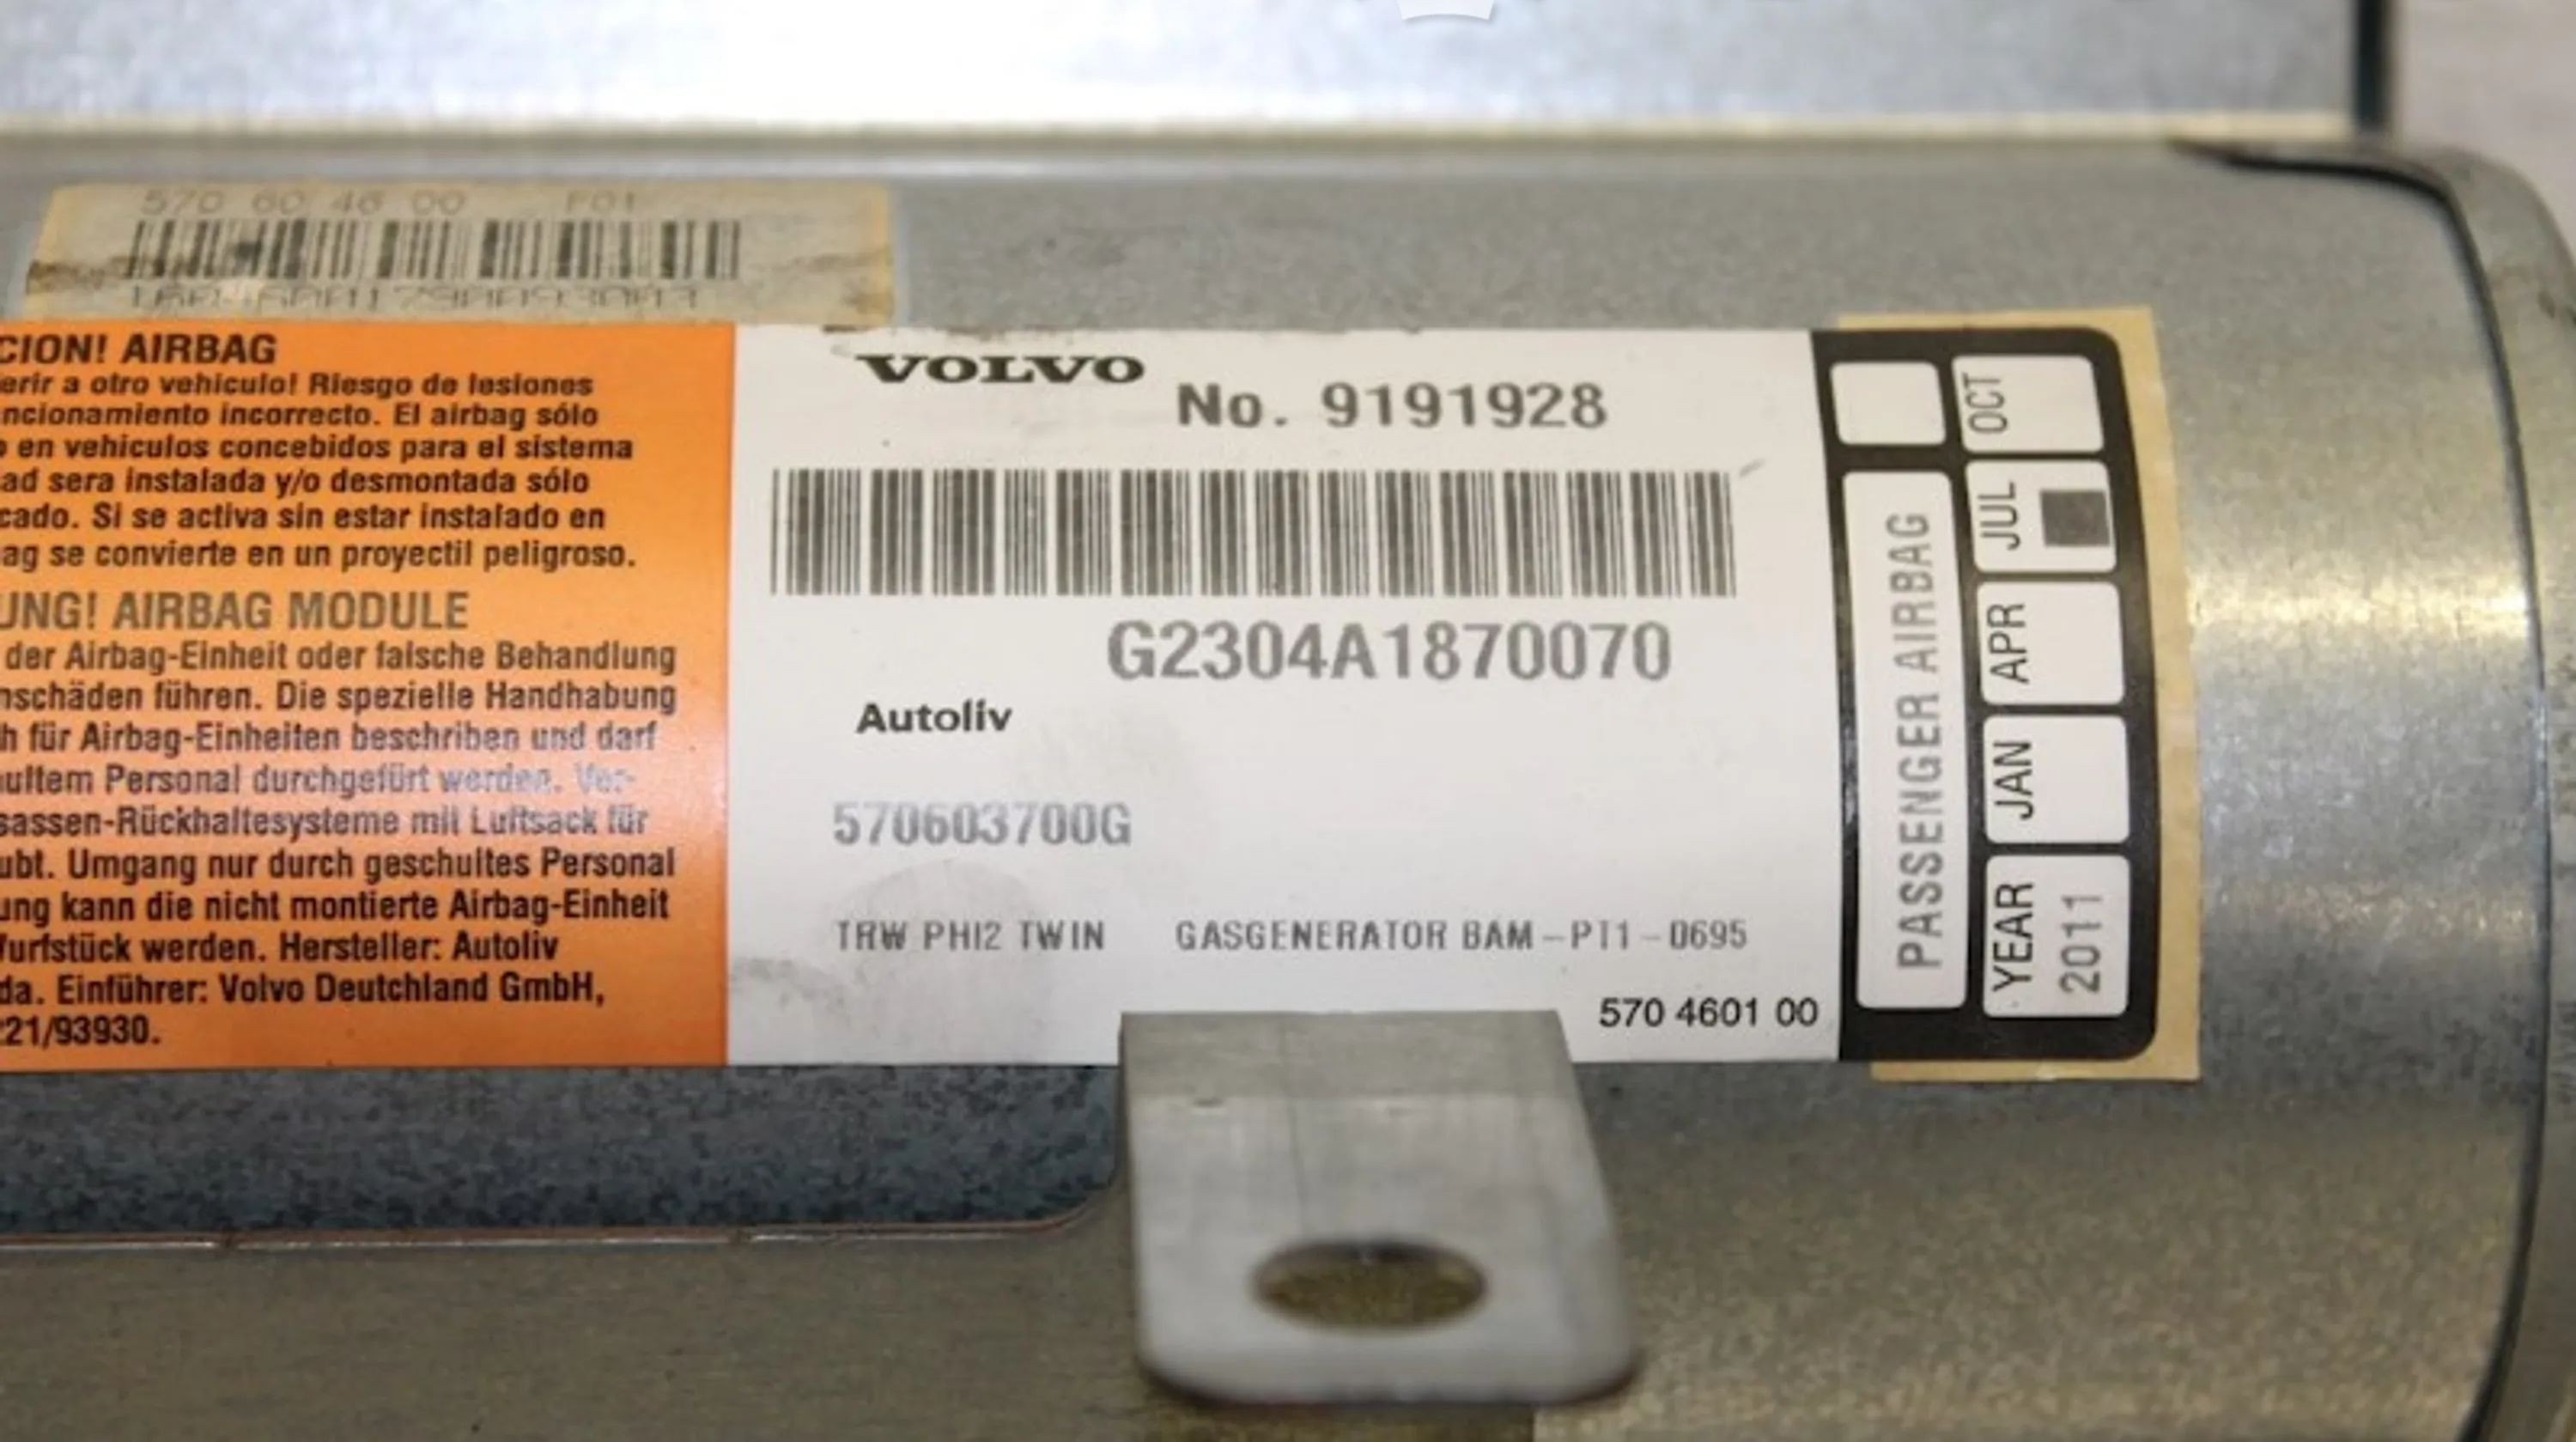 570 60 46 00 F01
CION! AIRBAG
erir a otro vehiculo! Riesgo de lesiones
ncionamiento incorrecto. El airbag sólo
o en vehiculos concebidos para el sistema
ad sera instalada y/o desmontada sólo
cado. Si se activa sin estar instalado en
ag se convierte en un proyectil peligroso.
UNG! AIRBAG MODULE
der Airbag-Einheit oder falsche Behandlung
nschäden führen. Die spezielle Handhabung
h für Airbag-Einheiten beschriben und darf
ultem Personal durchgefürt werden. Ver-
sassen-Rückhaltesysteme mit Luftsack für
ubt. Umgang nur durch geschultes Personal
ung kann die nicht montierte Airbag-Einheit
urfstück werden. Hersteller: Autoliv
da. Einführer: Volvo Deutchland GmbH,
21/93930.
VOLVO
No. 9191928
G2304A1870070
Autoliv
570603700G
TRW PHI2 TWIN GASGENERATOR BAM-PT1-0695
570 4601 00
PASSENGER AIRBAG
YEAR JAN APR JUL OCT
2011